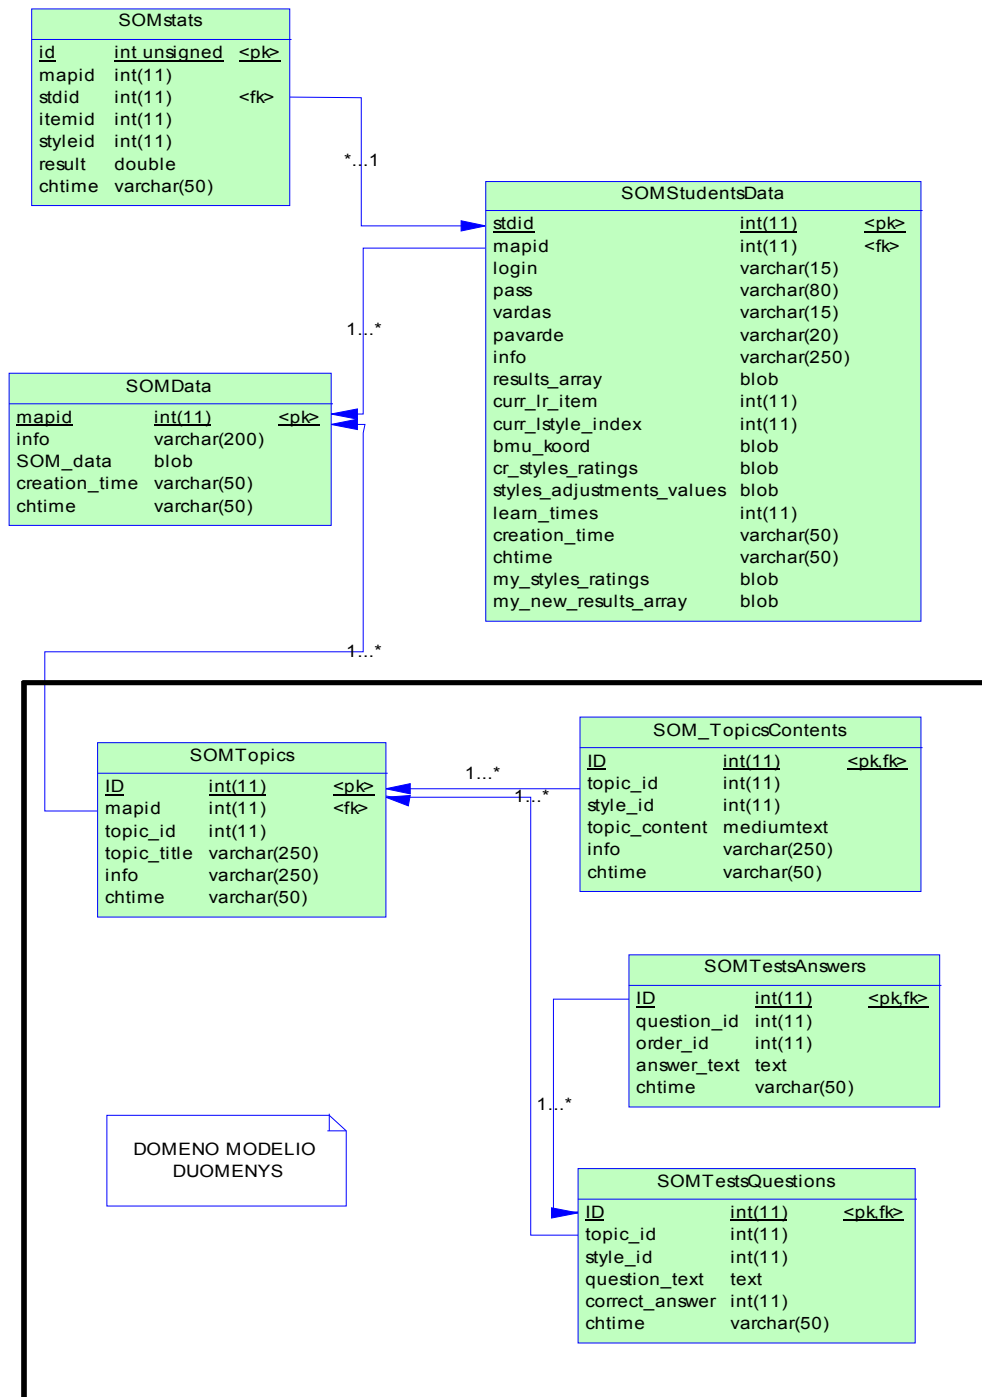 SOMstats
id int unsigned <pk>
mapid int(11)
stdid int(11) <fk>
itemid int(11)
styleid int(11)
result double
chtime varchar(50)
*...1
SOMStudentsData
stdid int(11) <pk>
mapid int(11) <fk>
login varchar(15)
pass varchar(80)
vardas varchar(15)
pavarde varchar(20)
info varchar(250)
results_array blob
curr_lr_item int(11)
curr_lstyle_index int(11)
bmu_koord blob
cr_styles_ratings blob
styles_adjustments_values blob
learn_times int(11)
creation_time varchar(50)
chtime varchar(50)
my_styles_ratings blob
my_new_results_array blob
1...*
SOMData
mapid int(11) <pk>
info varchar(200)
SOM_data blob
creation_time varchar(50)
chtime varchar(50)
1...*
SOMTopics
ID int(11) <pk>
mapid int(11) <fk>
topic_id int(11)
topic_title varchar(250)
info varchar(250)
chtime varchar(50)
1...*
1...*
SOM_TopicsContents
ID int(11) <pk,fk>
topic_id int(11)
style_id int(11)
topic_content mediumtext
info varchar(250)
chtime varchar(50)
SOMTestsAnswers
ID int(11) <pk,fk>
question_id int(11)
order_id int(11)
answer_text text
chtime varchar(50)
1...*
DOMENO MODELIO
DUOMENYS
SOMTestsQuestions
ID int(11) <pk,fk>
topic_id int(11)
style_id int(11)
question_text text
correct_answer int(11)
chtime varchar(50)